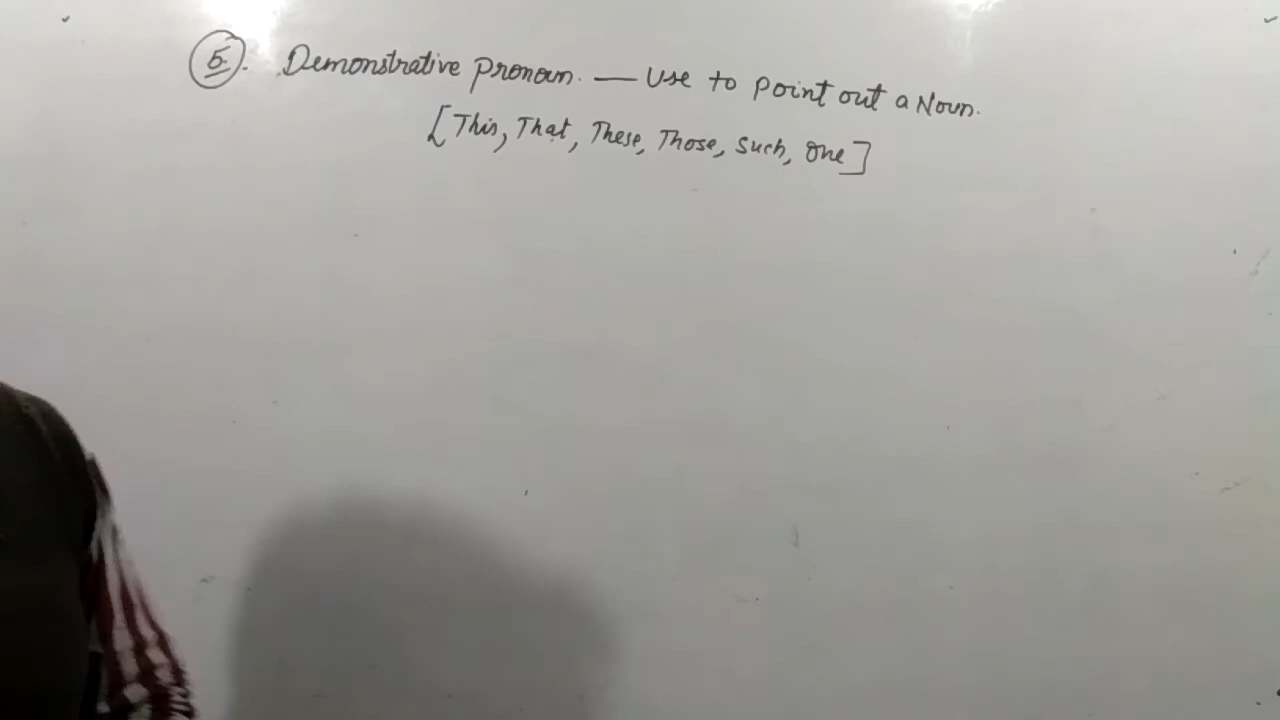 5. Demonstrative Pronoun. — Use to point out a Noun.
[This, That, These, Those, Such, One]